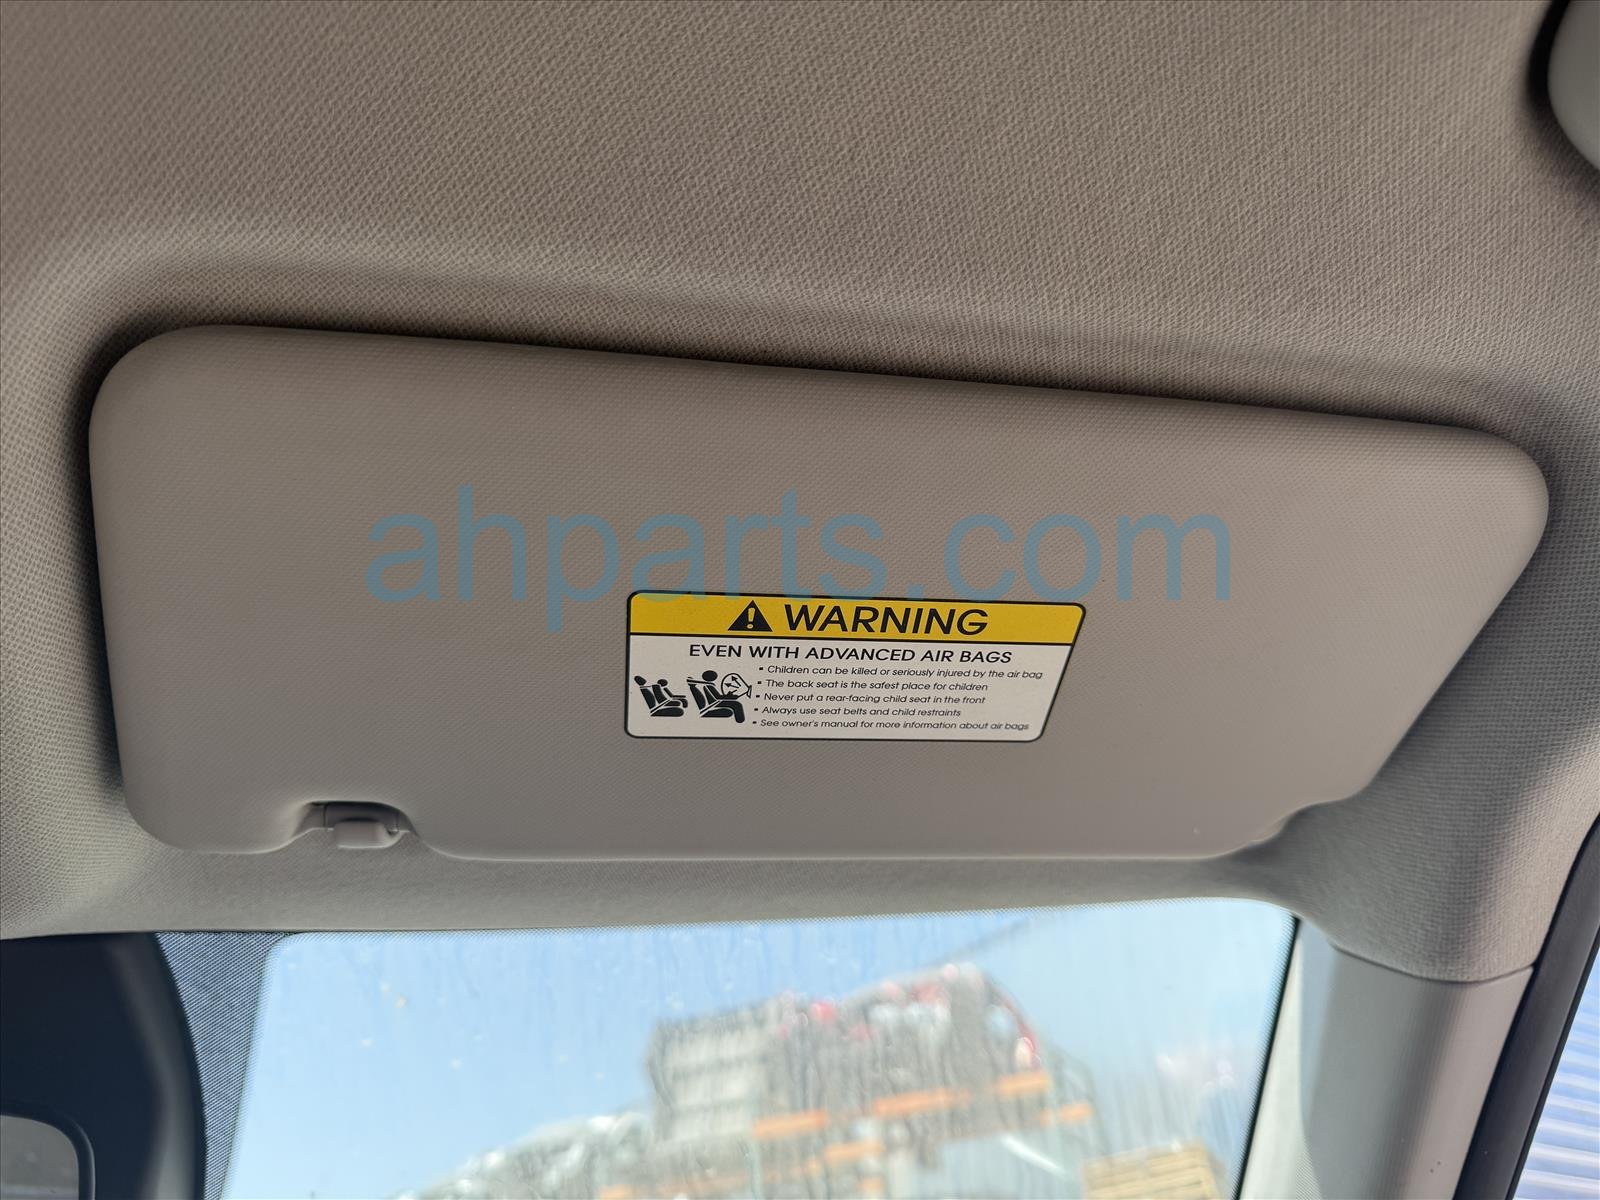 ahparts.com
WARNING
EVEN WITH ADVANCED AIR BAGS
▪ Children can be killed or seriously injured by the air bag
▪ The back seat is the safest place for children
▪ Never put a rear-facing child seat in the front
▪ Always use seat belts and child restraints
▪ See owner's manual for more information about air bags